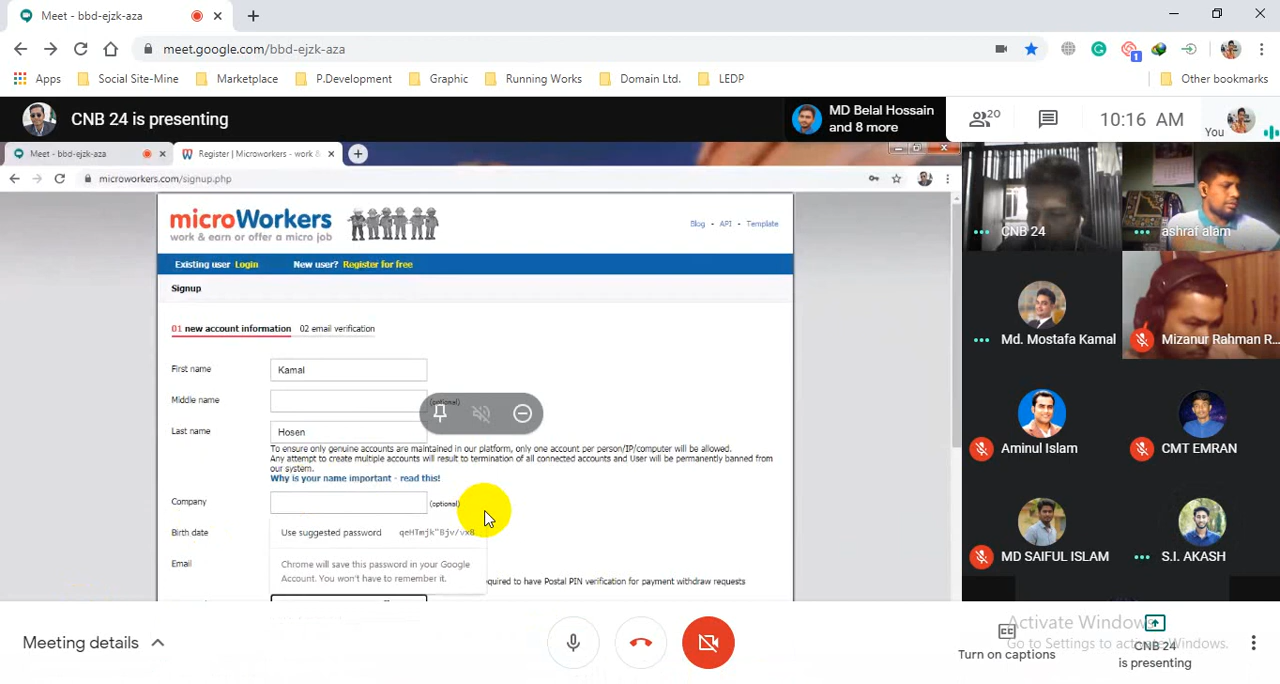 Meet - bbd-ejzk-aza
meet.google.com/bbd-ejzk-aza
1
Apps
Social Site-Mine
Marketplace
P.Development
Graphic
Running Works
Domain Ltd.
LEDP
Other bookmarks
CNB 24 is presenting
MD Belal Hossain
and 8 more
20
10:16 AM
You
Meet - bbd-ejzk-aza
Register | Microworkers - work &
microworkers.com/signup.php
microWorkers
work & earn or offer a micro job
Blog • API • Template
Existing user Login
New user? Register for free
Signup
01 new account information
02 email verification
First name
Kamal
Middle name
(optional)
Last name
Hosen
To ensure only genuine accounts are maintained in our platform, only one account per person/IP/computer will be allowed.
Any attempt to create multiple accounts will result to termination of all connected accounts and User will be permanently banned from
our system.
Why is your name important - read this!
Company
(optional)
Birth date
Use suggested password
Email
Chrome will save this password in your Google
Account. You won't have to remember it.
required to have Postal PIN verification for payment withdraw requests
CNB 24
ashraf alam
Md. Mostafa Kamal
Mizanur Rahman R...
Aminul Islam
CMT EMRAN
MD SAIFUL ISLAM
S.I. AKASH
Meeting details
Turn on captions
CNB 24
is presenting
Activate Windows
Go to Settings to activate Windows.